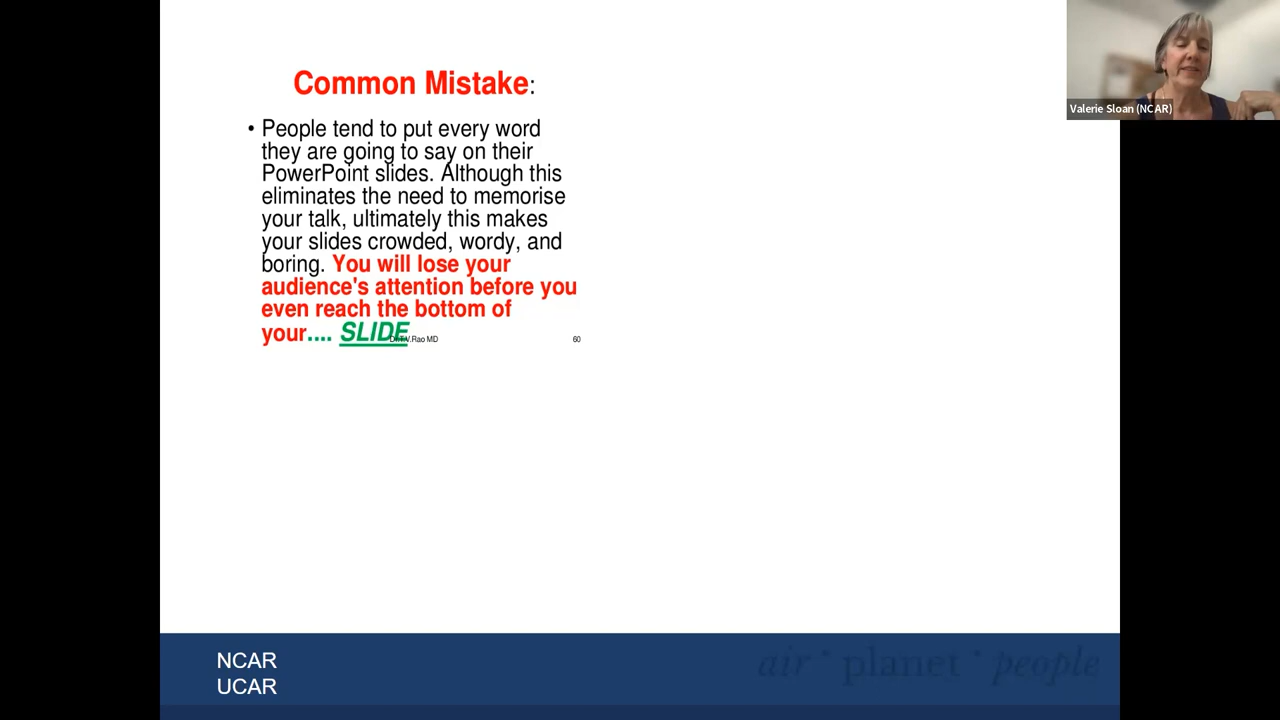 Common Mistake:
• People tend to put every word
they are going to say on their
PowerPoint slides. Although this
eliminates the need to memorise
your talk, ultimately this makes
your slides crowded, wordy, and
boring. You will lose your
audience's attention before you
even reach the bottom of
your.... SLIDE
Dr.T.V.Rao MD
60
Valerie Sloan (NCAR)
NCAR
UCAR
air • planet • people